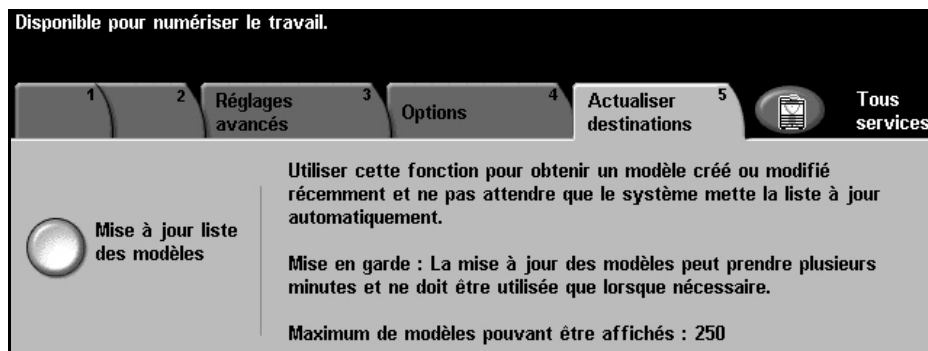 Disponible pour numériser le travail.
1
2
Réglages
avancés
3
Options
4
Actualiser
destinations
5
Tous
services
Mise à jour liste
des modèles
Utiliser cette fonction pour obtenir un modèle créé ou modifié
récemment et ne pas attendre que le système mette la liste à jour
automatiquement.
Mise en garde : La mise à jour des modèles peut prendre plusieurs
minutes et ne doit être utilisée que lorsque nécessaire.
Maximum de modèles pouvant être affichés : 250